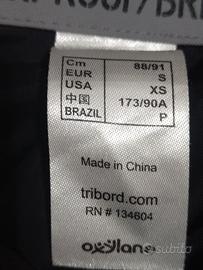 Cm 88/91
EUR S
USA XS
中国 173/90A
BRAZIL P
Made in China
tribord.com
RN # 134604
oxylane
subito